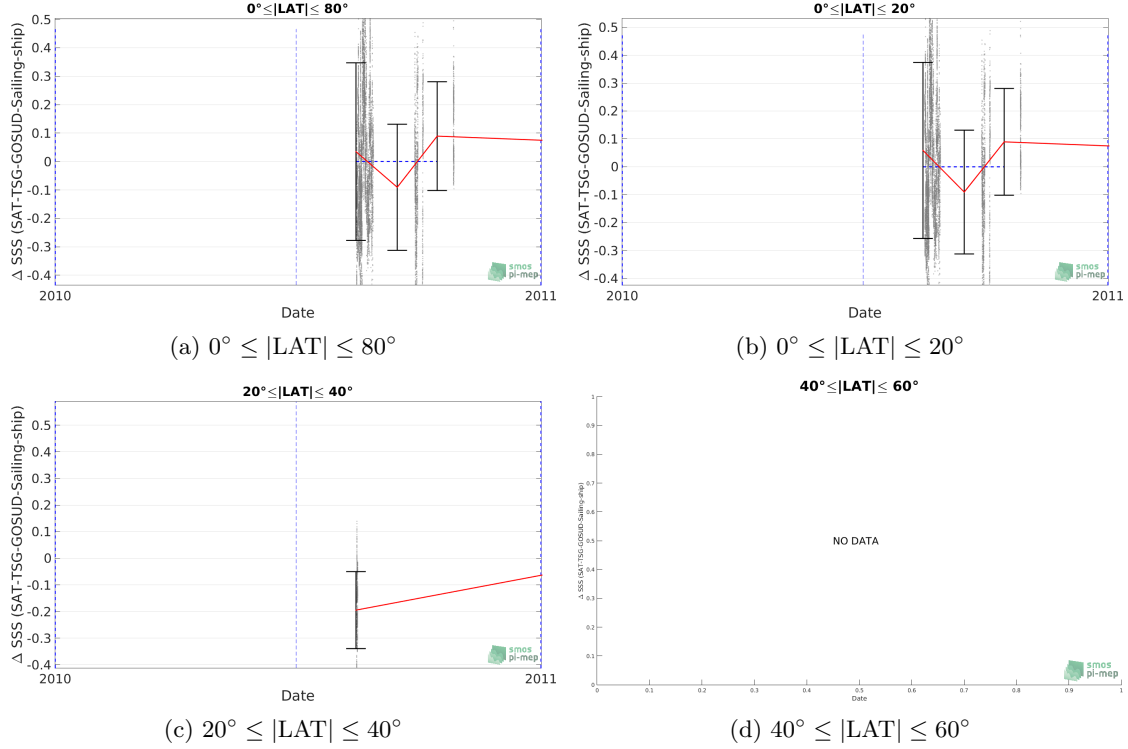 0°≤|LAT|≤ 80°
Δ SSS (SAT-TSG-GOSUD-Sailing-ship)
0.5
0.4
0.3
0.2
0.1
0
-0.1
-0.2
-0.3
-0.4
2010
2011
Date
smos
pi-mep
(a) 0° ≤ |LAT| ≤ 80°
0°≤|LAT|≤ 20°
Δ SSS (SAT-TSG-GOSUD-Sailing-ship)
0.5
0.4
0.3
0.2
0.1
0
-0.1
-0.2
-0.3
-0.4
2010
2011
Date
smos
pi-mep
(b) 0° ≤ |LAT| ≤ 20°
20°≤|LAT|≤ 40°
Δ SSS (SAT-TSG-GOSUD-Sailing-ship)
0.5
0.4
0.3
0.2
0.1
0
-0.1
-0.2
-0.3
-0.4
2010
2011
Date
smos
pi-mep
(c) 20° ≤ |LAT| ≤ 40°
40°≤|LAT|≤ 60°
Δ SSS (SAT-TSG-GOSUD-Sailing-ship)
1
0.9
0.8
0.7
0.6
0.5
0.4
0.3
0.2
0.1
0
NO DATA
0 0.1 0.2 0.3 0.4 0.5 0.6 0.7 0.8 0.9 1
Date
smos
pi-mep
(d) 40° ≤ |LAT| ≤ 60°